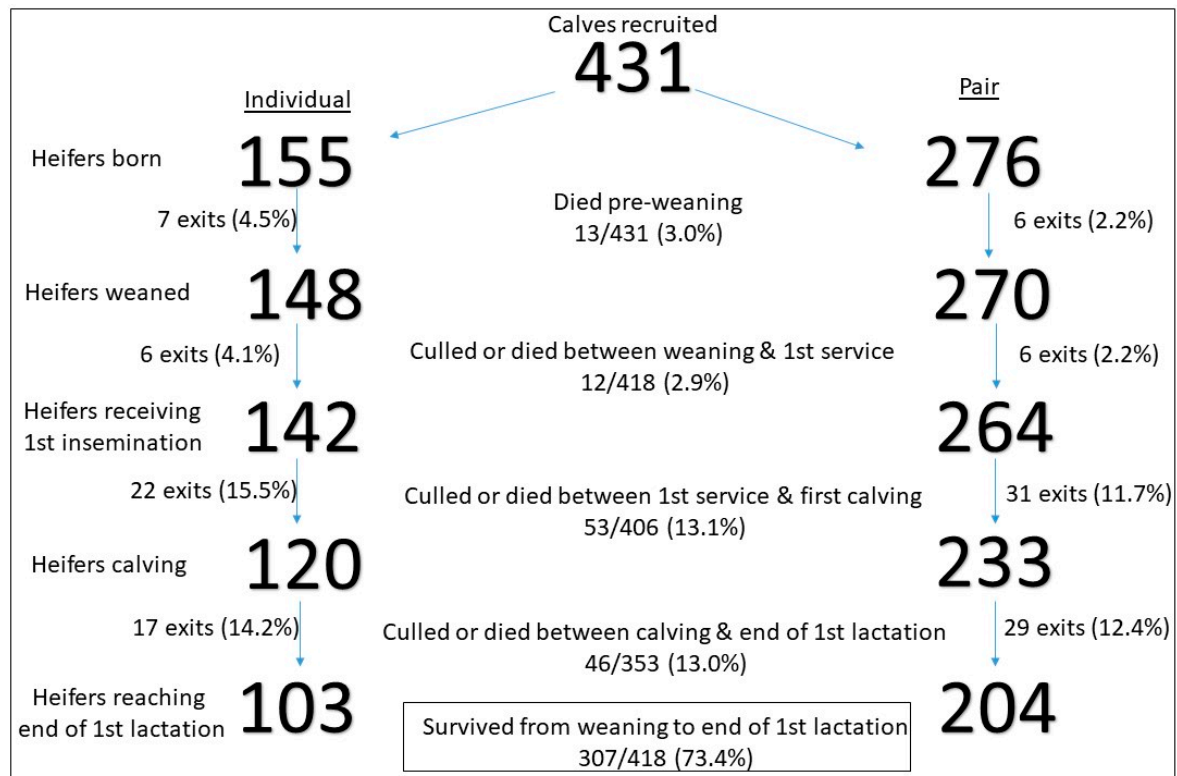 Calves recruited
431
Individual
Pair
Heifers born
155
276
7 exits (4.5%)
Died pre-weaning
13/431 (3.0%)
6 exits (2.2%)
Heifers weaned
148
270
6 exits (4.1%)
Culled or died between weaning & 1st service
12/418 (2.9%)
6 exits (2.2%)
Heifers receiving
1st insemination
142
264
22 exits (15.5%)
Culled or died between 1st service & first calving
53/406 (13.1%)
31 exits (11.7%)
Heifers calving
120
233
17 exits (14.2%)
Culled or died between calving & end of 1st lactation
46/353 (13.0%)
29 exits (12.4%)
Heifers reaching
end of 1st lactation
103
204
Survived from weaning to end of 1st lactation
307/418 (73.4%)